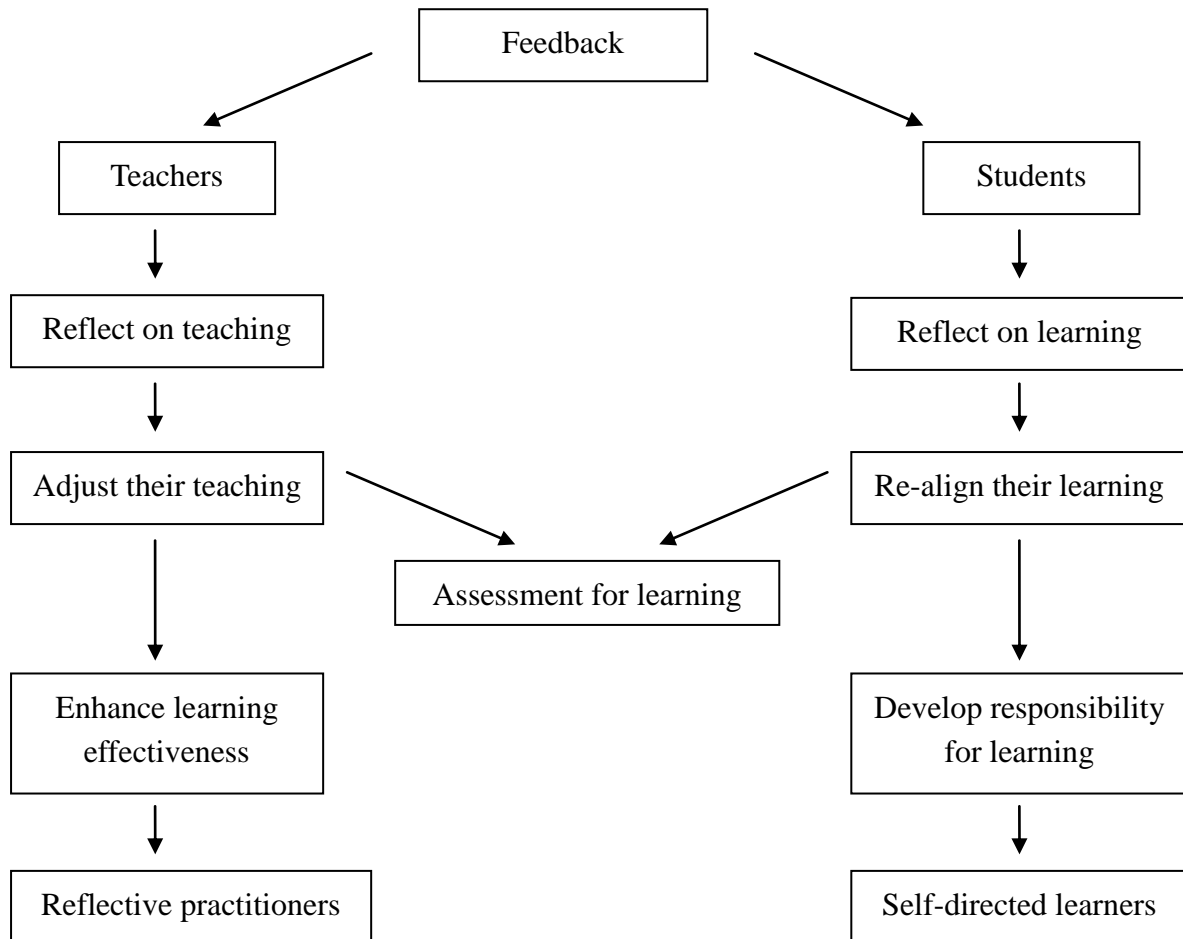 Feedback
Teachers
Students
Reflect on teaching
Reflect on learning
Adjust their teaching
Re-align their learning
Assessment for learning
Enhance learning
effectiveness
Develop responsibility
for learning
Reflective practitioners
Self-directed learners